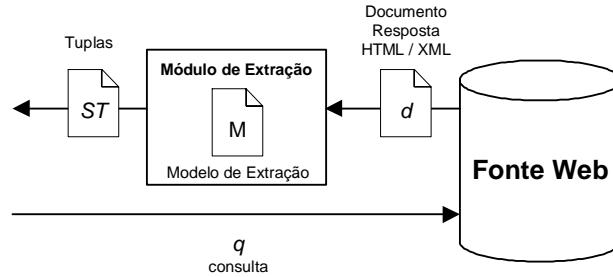 Tuplas
ST
Módulo de Extração
M
Modelo de Extração
Documento
Resposta
HTML / XML
d
Fonte Web
q
consulta